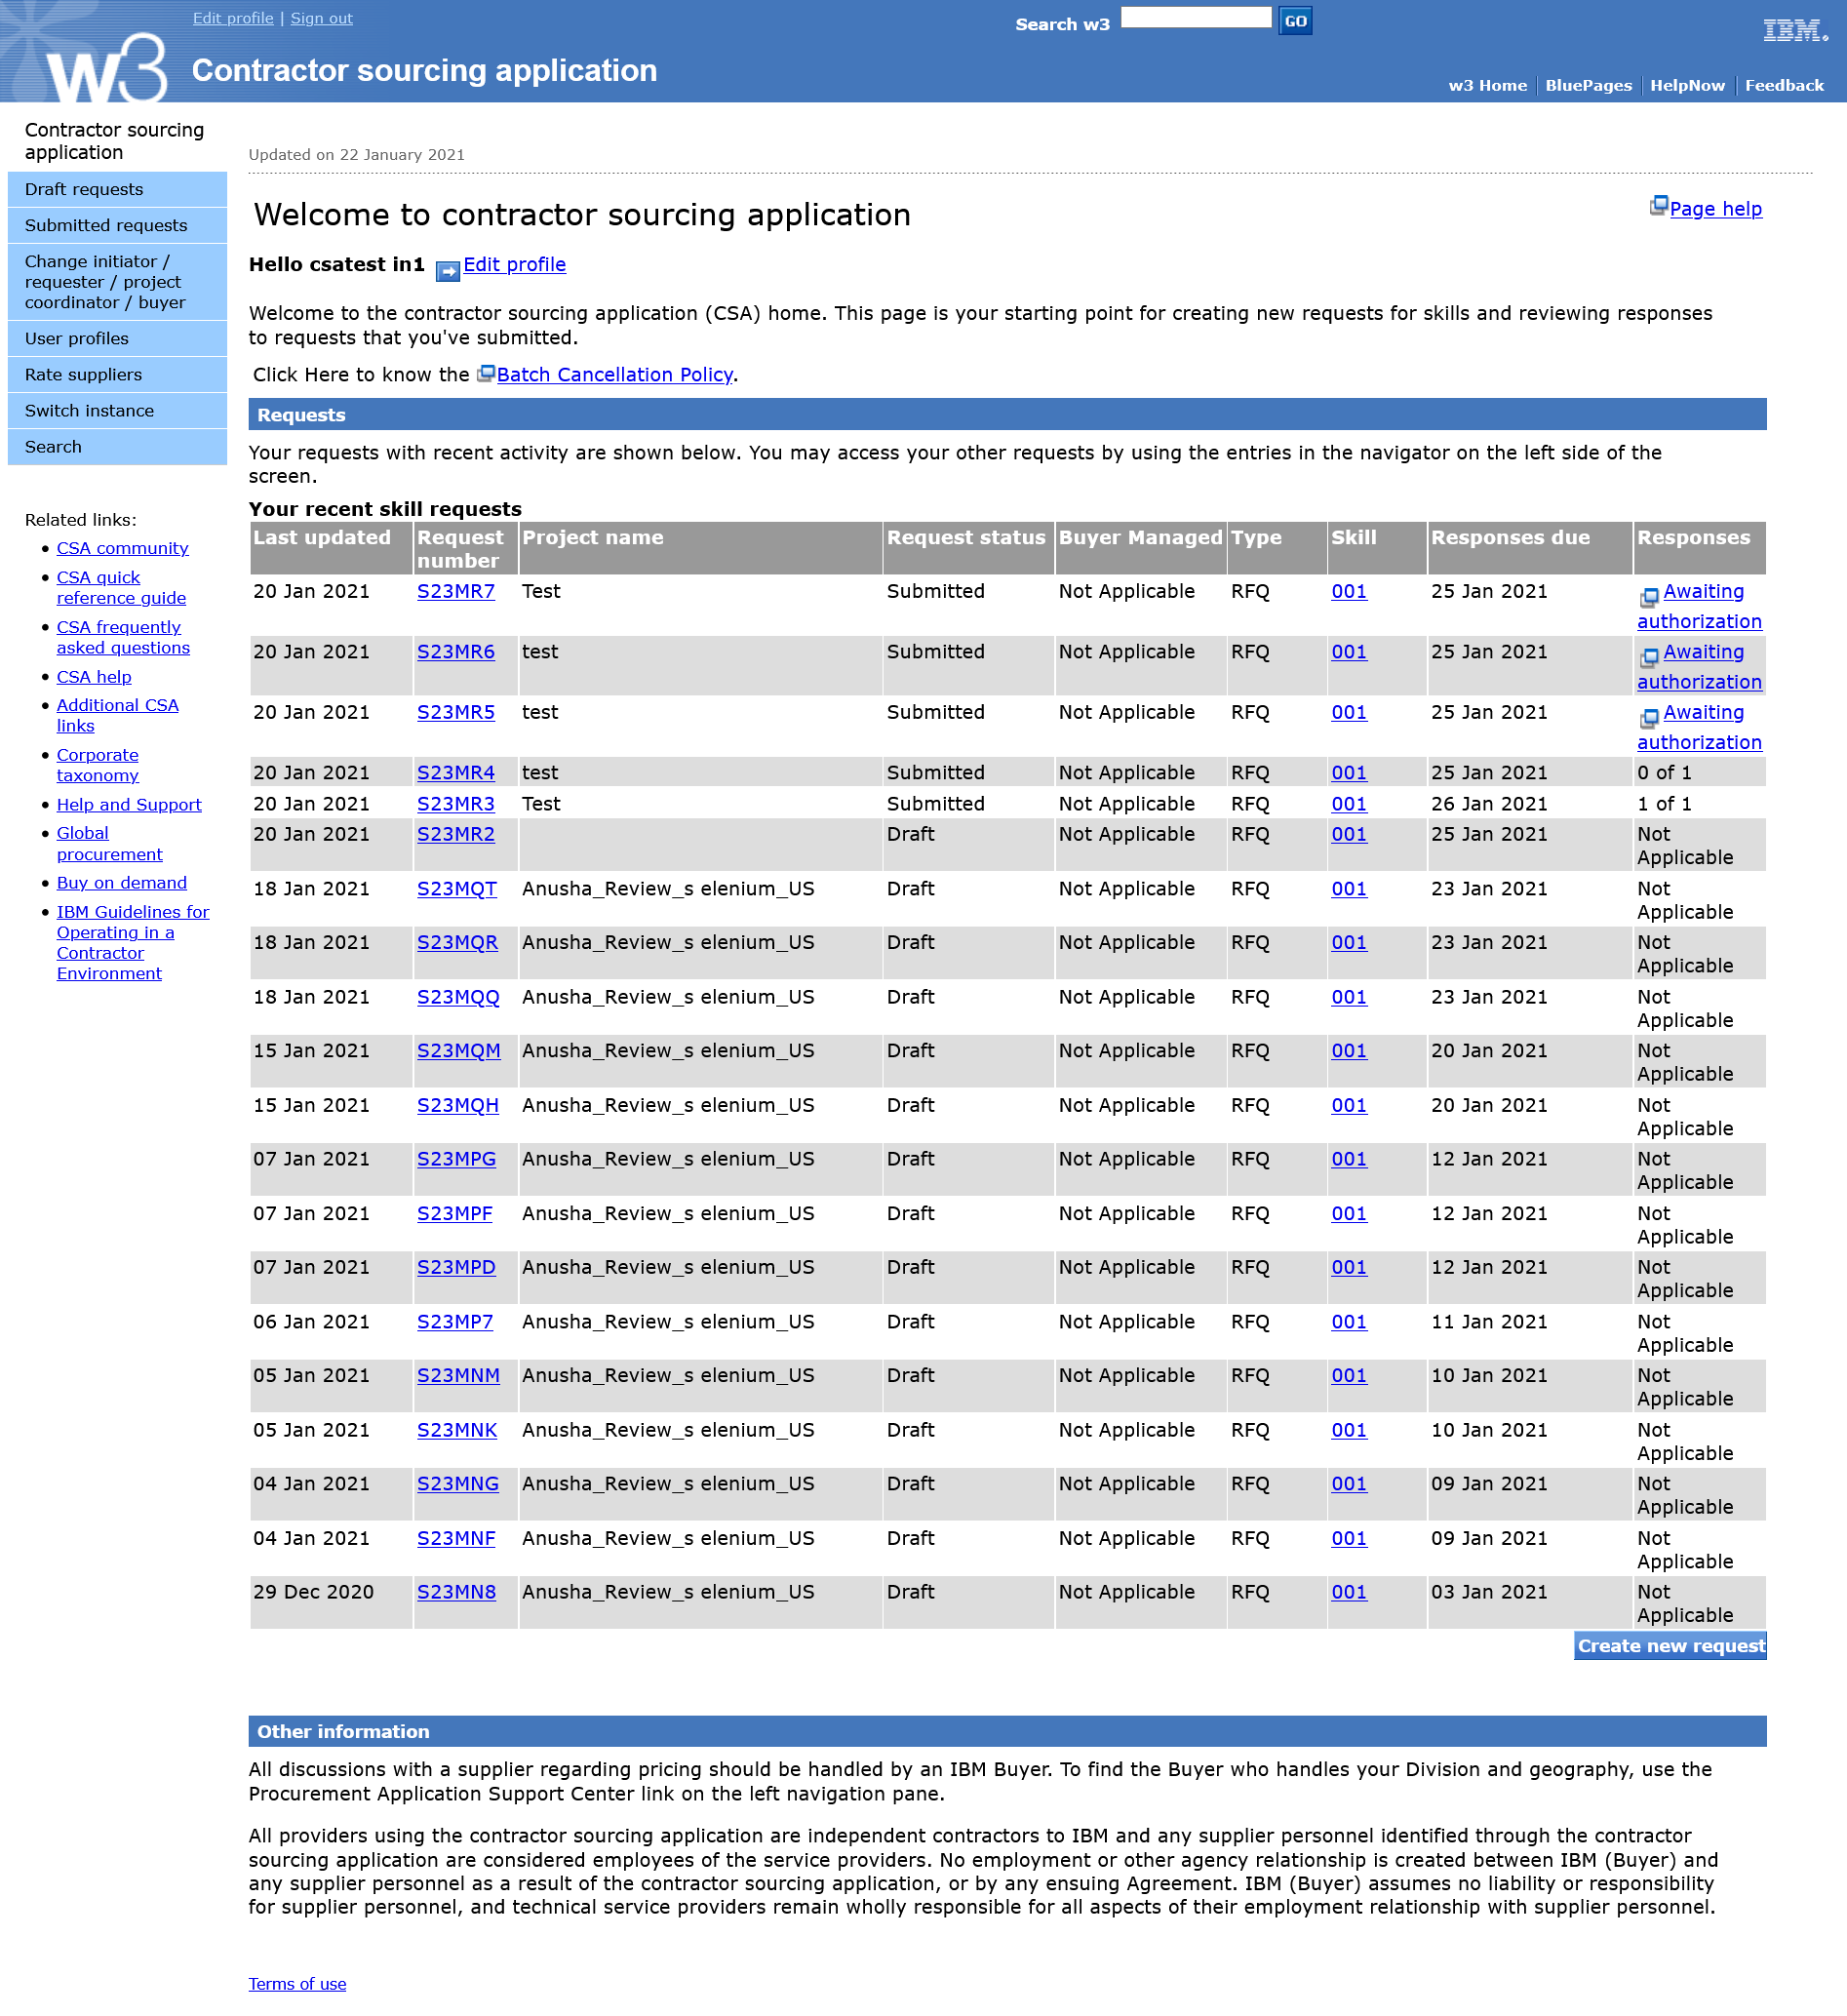 Edit profile | Sign out
Search w3 GO
IBM.
w3 Contractor sourcing application
w3 Home | BluePages | HelpNow | Feedback
Contractor sourcing
application
Draft requests
Submitted requests
Change initiator /
requester / project
coordinator / buyer
User profiles
Rate suppliers
Switch instance
Search
Related links:
CSA community
CSA quick
reference guide
CSA frequently
asked questions
CSA help
Additional CSA
links
Corporate
taxonomy
Help and Support
Global
procurement
Buy on demand
IBM Guidelines for
Operating in a
Contractor
Environment
Updated on 22 January 2021
Welcome to contractor sourcing application
Page help
Hello csatest in1 Edit profile
Welcome to the contractor sourcing application (CSA) home. This page is your starting point for creating new requests for skills and reviewing responses
to requests that you've submitted.
Click Here to know the Batch Cancellation Policy.
Requests
Your requests with recent activity are shown below. You may access your other requests by using the entries in the navigator on the left side of the
screen.
Your recent skill requests
Last updated Request number Project name Request status Buyer Managed Type Skill Responses due Responses
20 Jan 2021 S23MR7 Test Submitted Not Applicable RFQ 001 25 Jan 2021 Awaiting authorization
20 Jan 2021 S23MR6 test Submitted Not Applicable RFQ 001 25 Jan 2021 Awaiting authorization
20 Jan 2021 S23MR5 test Submitted Not Applicable RFQ 001 25 Jan 2021 Awaiting authorization
20 Jan 2021 S23MR4 test Submitted Not Applicable RFQ 001 25 Jan 2021 0 of 1
20 Jan 2021 S23MR3 Test Submitted Not Applicable RFQ 001 26 Jan 2021 1 of 1
20 Jan 2021 S23MR2 Draft Not Applicable RFQ 001 25 Jan 2021 Not Applicable
18 Jan 2021 S23MQT Anusha_Review_s elenium_US Draft Not Applicable RFQ 001 23 Jan 2021 Not Applicable
18 Jan 2021 S23MQR Anusha_Review_s elenium_US Draft Not Applicable RFQ 001 23 Jan 2021 Not Applicable
18 Jan 2021 S23MQQ Anusha_Review_s elenium_US Draft Not Applicable RFQ 001 23 Jan 2021 Not Applicable
15 Jan 2021 S23MQM Anusha_Review_s elenium_US Draft Not Applicable RFQ 001 20 Jan 2021 Not Applicable
15 Jan 2021 S23MQH Anusha_Review_s elenium_US Draft Not Applicable RFQ 001 20 Jan 2021 Not Applicable
07 Jan 2021 S23MPG Anusha_Review_s elenium_US Draft Not Applicable RFQ 001 12 Jan 2021 Not Applicable
07 Jan 2021 S23MPF Anusha_Review_s elenium_US Draft Not Applicable RFQ 001 12 Jan 2021 Not Applicable
07 Jan 2021 S23MPD Anusha_Review_s elenium_US Draft Not Applicable RFQ 001 12 Jan 2021 Not Applicable
06 Jan 2021 S23MP7 Anusha_Review_s elenium_US Draft Not Applicable RFQ 001 11 Jan 2021 Not Applicable
05 Jan 2021 S23MNM Anusha_Review_s elenium_US Draft Not Applicable RFQ 001 10 Jan 2021 Not Applicable
05 Jan 2021 S23MNK Anusha_Review_s elenium_US Draft Not Applicable RFQ 001 10 Jan 2021 Not Applicable
04 Jan 2021 S23MNG Anusha_Review_s elenium_US Draft Not Applicable RFQ 001 09 Jan 2021 Not Applicable
04 Jan 2021 S23MNF Anusha_Review_s elenium_US Draft Not Applicable RFQ 001 09 Jan 2021 Not Applicable
29 Dec 2020 S23MN8 Anusha_Review_s elenium_US Draft Not Applicable RFQ 001 03 Jan 2021 Not Applicable
Create new request
Other information
All discussions with a supplier regarding pricing should be handled by an IBM Buyer. To find the Buyer who handles your Division and geography, use the
Procurement Application Support Center link on the left navigation pane.
All providers using the contractor sourcing application are independent contractors to IBM and any supplier personnel identified through the contractor
sourcing application are considered employees of the service providers. No employment or other agency relationship is created between IBM (Buyer) and
any supplier personnel as a result of the contractor sourcing application, or by any ensuing Agreement. IBM (Buyer) assumes no liability or responsibility
for supplier personnel, and technical service providers remain wholly responsible for all aspects of their employment relationship with supplier personnel.
Terms of use